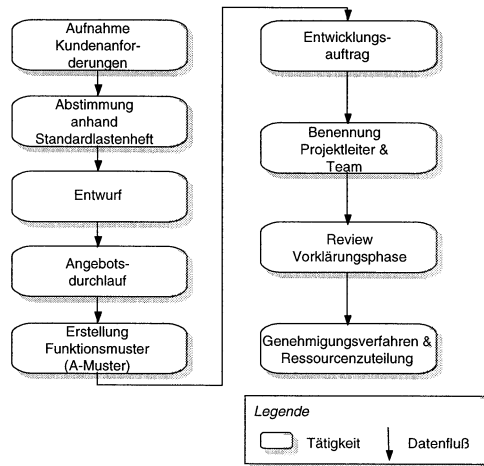 Aufnahme
Kundenanfor-
derungen
Abstimmung
anhand
Standardlastenheft
Entwurf
Angebots-
durchlauf
Erstellung
Funktionsmuster
(A-Muster)
Entwicklungs-
auftrag
Benennung
Projektleiter &
Team
Review
Vorklärungsphase
Genehmigungsverfahren &
Ressourcenzuteilung
Legende
Tätigkeit
Datenfluß